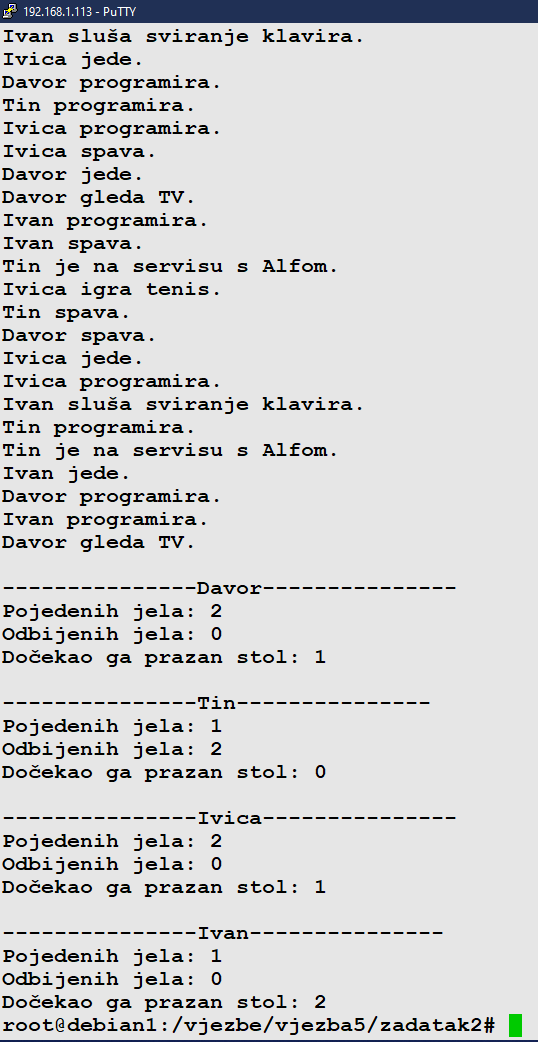 192.168.1.113 - PuTTY
Ivan sluša sviranje klavira.
Ivica jede.
Davor programira.
Tin programira.
Ivica programira.
Ivica spava.
Davor jede.
Davor gleda TV.
Ivan programira.
Ivan spava.
Tin je na servisu s Alfom.
Ivica igra tenis.
Tin spava.
Davor spava.
Ivica jede.
Ivica programira.
Ivan sluša sviranje klavira.
Tin programira.
Tin je na servisu s Alfom.
Ivan jede.
Davor programira.
Ivan programira.
Davor gleda TV.
---------------Davor---------------
Pojedenih jela: 2
Odbijenih jela: 0
Dočekao ga prazan stol: 1
---------------Tin---------------
Pojedenih jela: 1
Odbijenih jela: 2
Dočekao ga prazan stol: 0
---------------Ivica---------------
Pojedenih jela: 2
Odbijenih jela: 0
Dočekao ga prazan stol: 1
---------------Ivan---------------
Pojedenih jela: 1
Odbijenih jela: 0
Dočekao ga prazan stol: 2
root@debian1:/vjezbe/vjezba5/zadatak2#